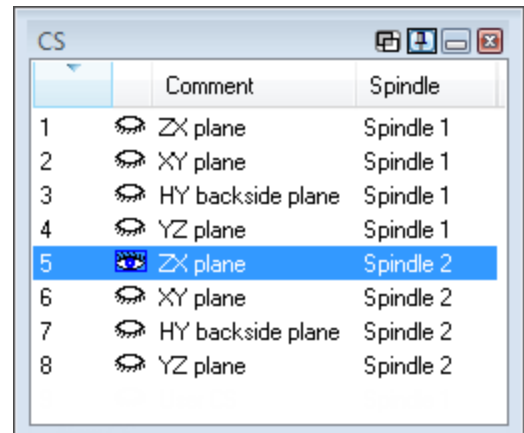 CS
Comment Spindle
1 ZX plane Spindle 1
2 XY plane Spindle 1
3 HY backside plane Spindle 1
4 YZ plane Spindle 1
5 ZX plane Spindle 2
6 XY plane Spindle 2
7 HY backside plane Spindle 2
8 YZ plane Spindle 2